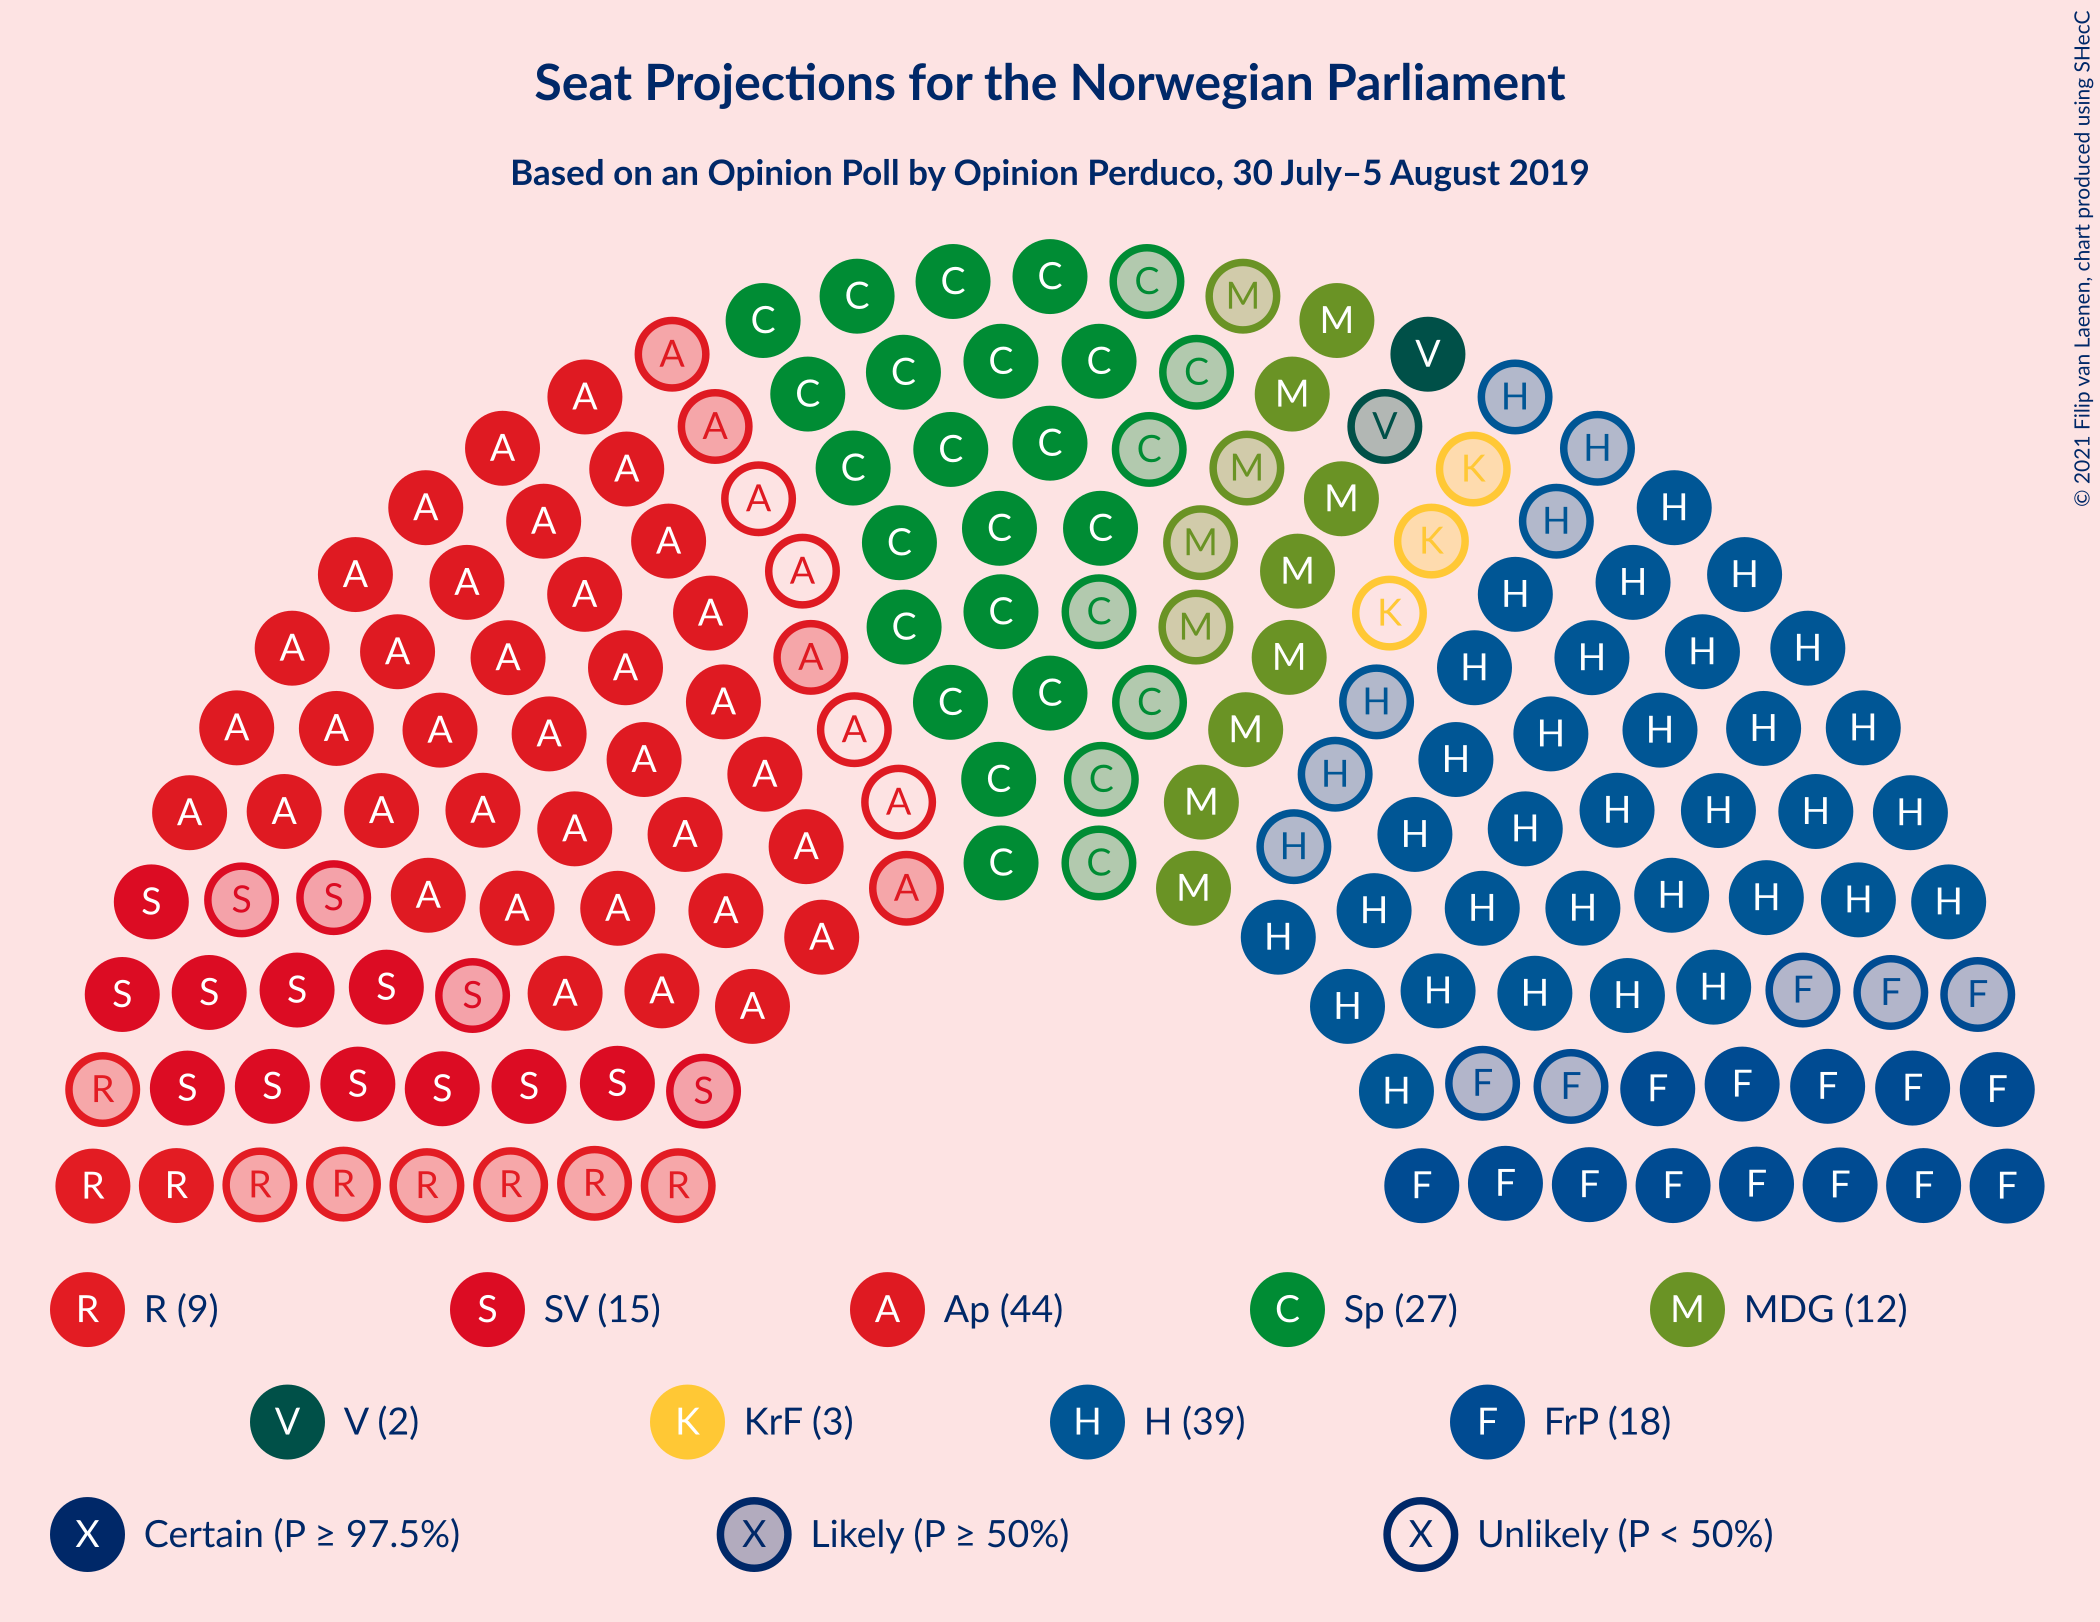 Seat Projections for the Norwegian Parliament
Based on an Opinion Poll by Opinion Perduco, 30 July–5 August 2019
© 2021 Filip van Laenen, chart produced using SHecC
C C C C C M M
A C C C C C M V
A A C C C C M M V H
A A A C C C M M M K H
A A A A C C C M M K H H
A A A A A C C C M K H H H
A A A A A A C C M H H H H
A A A A A A A C M H H H H H
A A A A A A A A C C M H H H H H H H
S S S A A A A A H H H H H H H H
S S S S S A A A H H H H H F F F
R S S S S S S S H F F F F F F F
R R R R R R R R F F F F F F F F
R R (9) S SV (15) A Ap (44) C Sp (27) M MDG (12)
V V (2) K KrF (3) H H (39) F FrP (18)
X Certain (P ≥ 97.5%) X Likely (P ≥ 50%) X Unlikely (P < 50%)